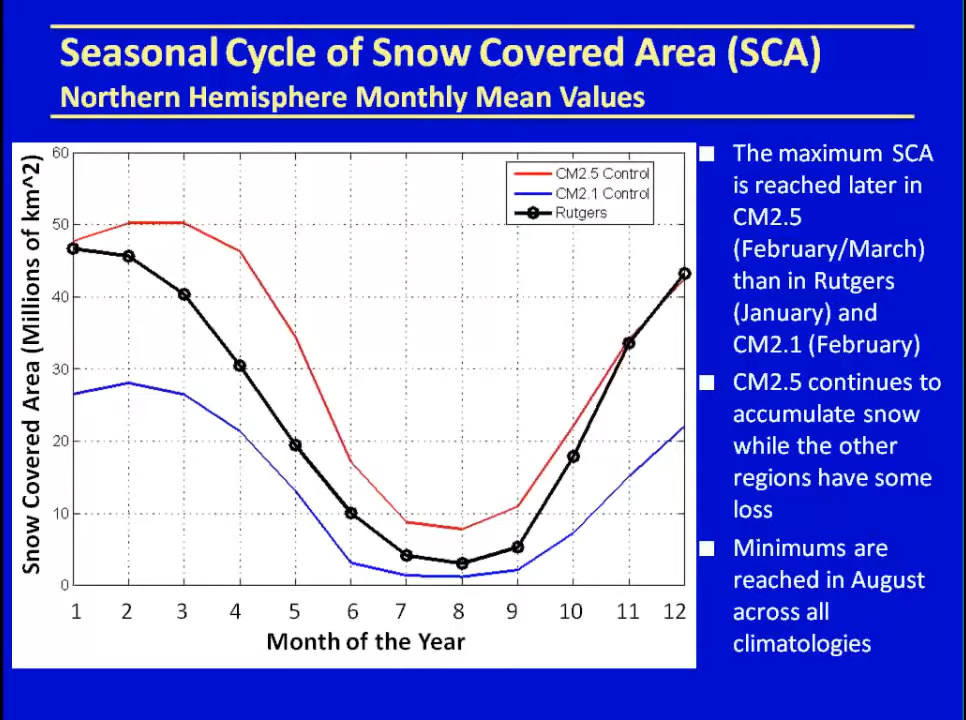 Seasonal Cycle of Snow Covered Area (SCA)
Northern Hemisphere Monthly Mean Values
Snow Covered Area (Millions of km^2)
60
50
40
30
20
10
0
CM2.5 Control
CM2.1 Control
Rutgers
1 2 3 4 5 6 7 8 9 10 11 12
Month of the Year
The maximum SCA
is reached later in
CM2.5
(February/March)
than in Rutgers
(January) and
CM2.1 (February)
CM2.5 continues to
accumulate snow
while the other
regions have some
loss
Minimums are
reached in August
across all
climatologies